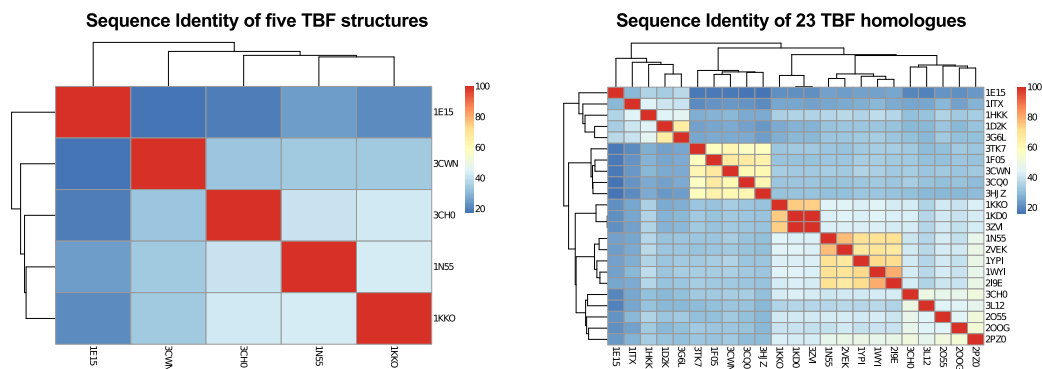 Sequence Identity of five TBF structures
100
80
60
40
20
1E15
3CWN
3CH0
1N55
1KKO
1E15
3CWN
3CH0
1N55
1KKO
Sequence Identity of 23 TBF homologues
100
80
60
40
20
1E15
1ITX
1HKK
1D2K
3G6L
3TK7
1F05
3CWN
3CQ0
3HJZ
1KKO
1KD0
3ZVI
1N55
2VEK
1YPI
1WYI
2I9E
3CH0
3L12
2O55
2OOG
2PZ0
1E15
1ITX
1HKK
1D2K
3G6L
3TK7
1F05
3CWN
3CQ0
3HJZ
1KKO
1KD0
3ZVI
1N55
2VEK
1YPI
1WYI
2I9E
3CH0
3L12
2O55
2OOG
2PZ0